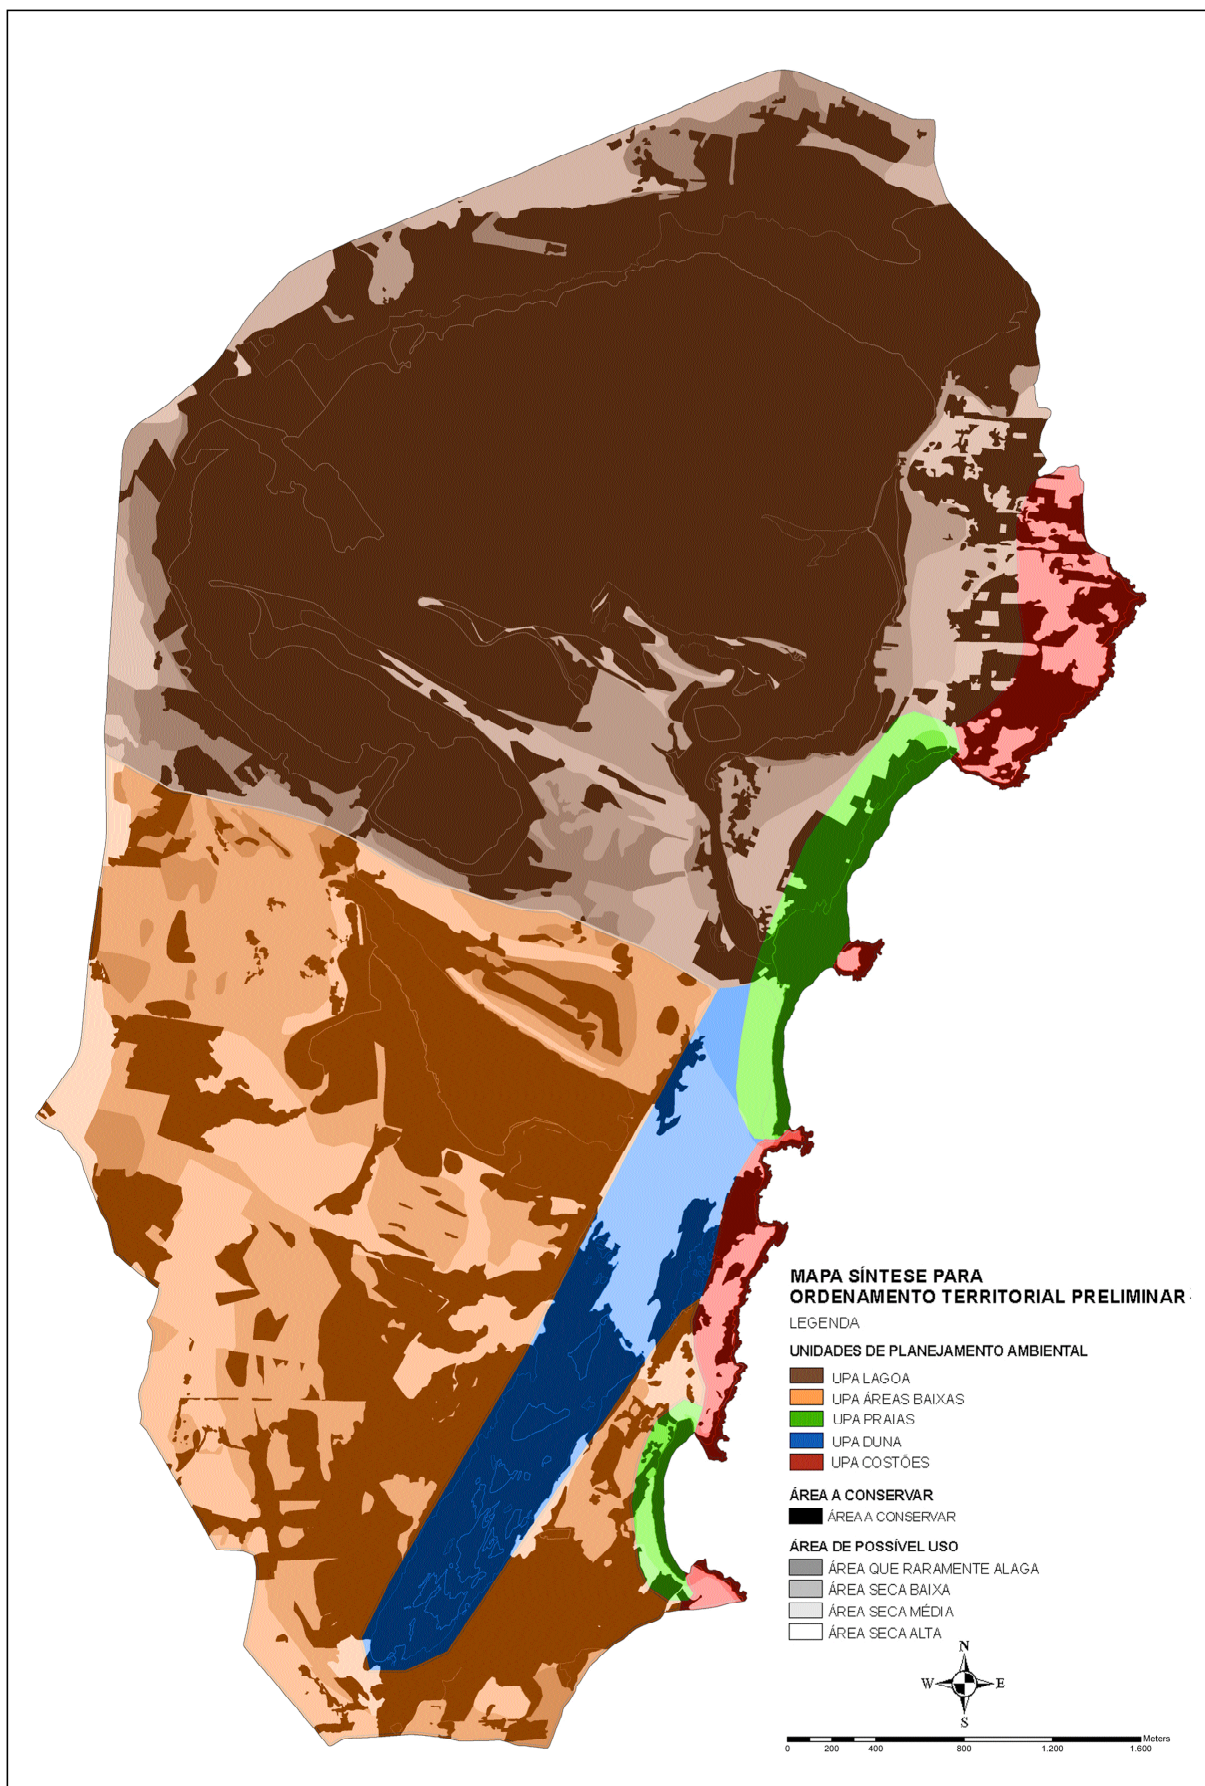 MAPA SÍNTESE PARA
ORDENAMENTO TERRITORIAL PRELIMINAR
LEGENDA
UNIDADES DE PLANEJAMENTO AMBIENTAL
UPA LAGOA
UPA ÁREAS BAIXAS
UPA PRAIAS
UPA DUNA
UPA COSTÕES
ÁREA A CONSERVAR
ÁREA A CONSERVAR
ÁREA DE POSSÍVEL USO
ÁREA QUE RARAMENTE ALAGA
ÁREA SECA BAIXA
ÁREA SECA MÉDIA
ÁREA SECA ALTA
N
W E
S
Meters
0 200 400 800 1.200 1.600